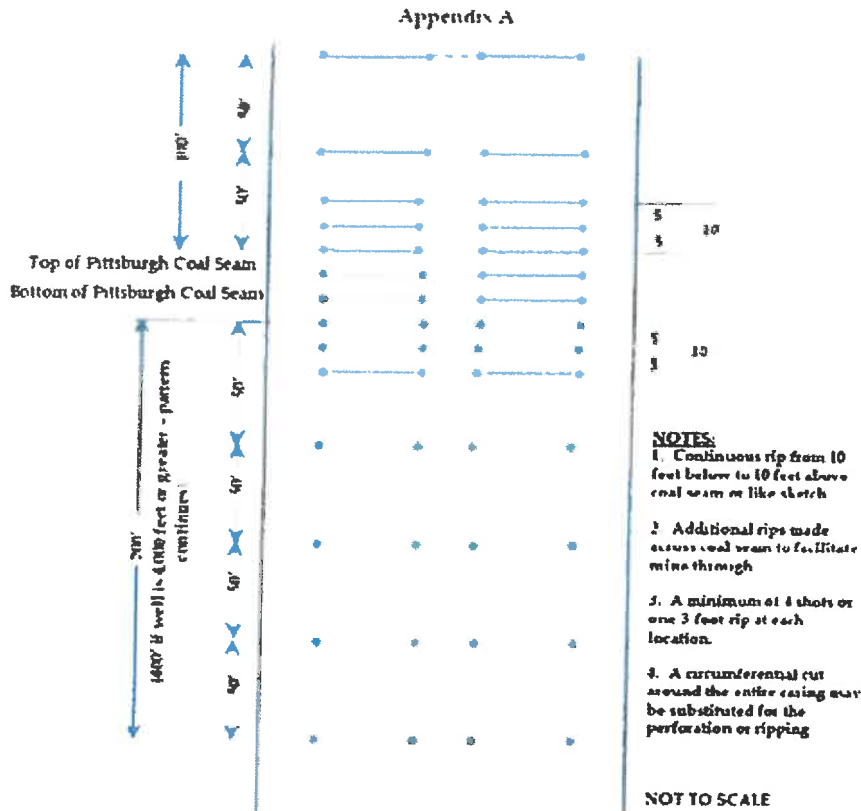 Appendix A
50'
100'
50'
5
10'
5
Top of Pittsburgh Coal Seam
Bottom of Pittsburgh Coal Seam
5
10
5
50'
50'
50'
50'
200'
(400' if well is 4,000 feet or greater - pattern
continues)
NOTES:
1. Continuous rip from 10
feet below to 10 feet above
coal seam or like sketch
2 Additional rips made
across coal seam to facilitate
mine through
3. A minimum of 4 shots or
one 3 foot rip at each
location.
4. A circumferential cut
around the entire casing may
be substituted for the
perforation or ripping
NOT TO SCALE